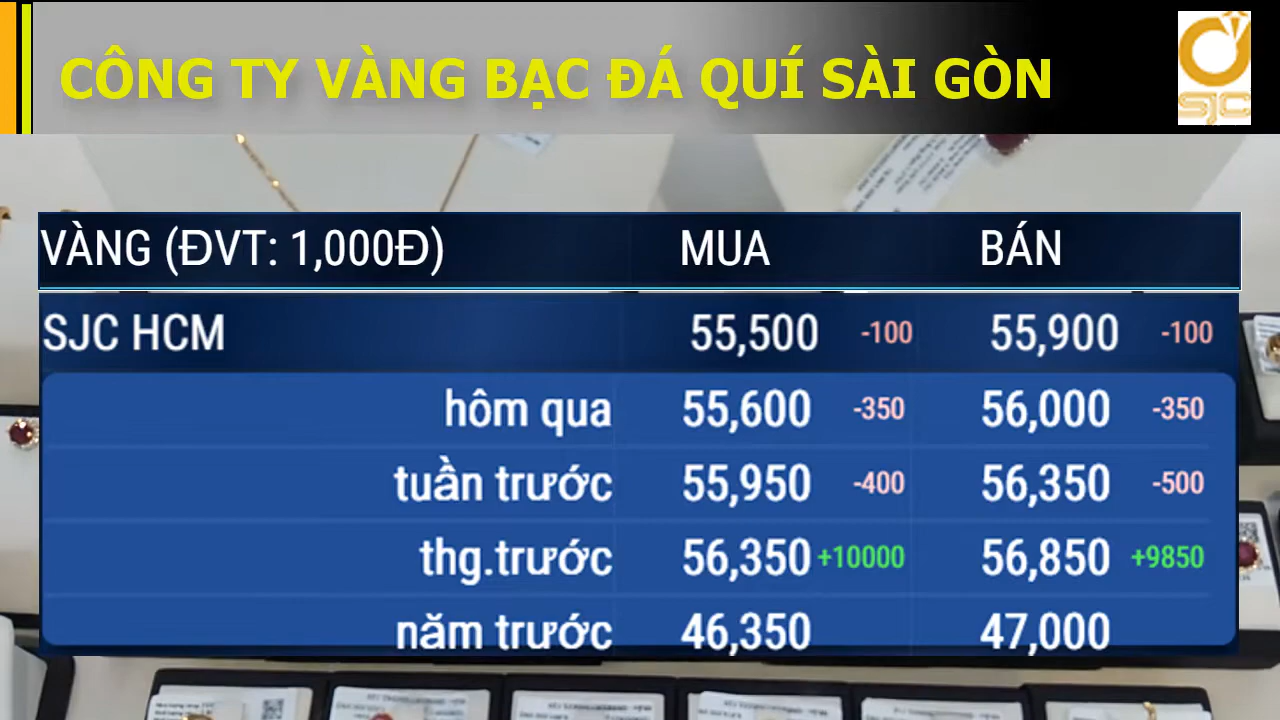 CÔNG TY VÀNG BẠC ĐÁ QUÍ SÀI GÒN
SJC
VÀNG (ĐVT: 1,000Đ) MUA BÁN
SJC HCM 55,500 -100 55,900 -100
hôm qua 55,600 -350 56,000 -350
tuần trước 55,950 -400 56,350 -500
thg.trước 56,350 +10000 56,850 +9850
năm trước 46,350 47,000